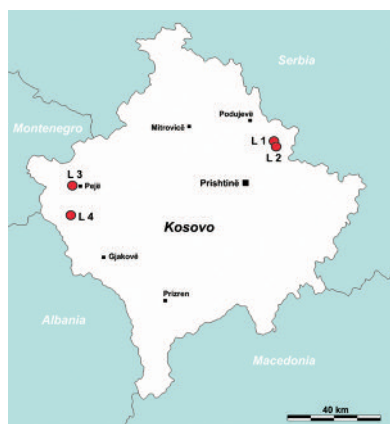 Serbia
Podujevë
Montenegro
Mitrovicë
L 1
L 2
L 3
Pejë
Prishtinë
L 4
Kosovo
Gjakovë
Prizren
Albania
Macedonia
40 km